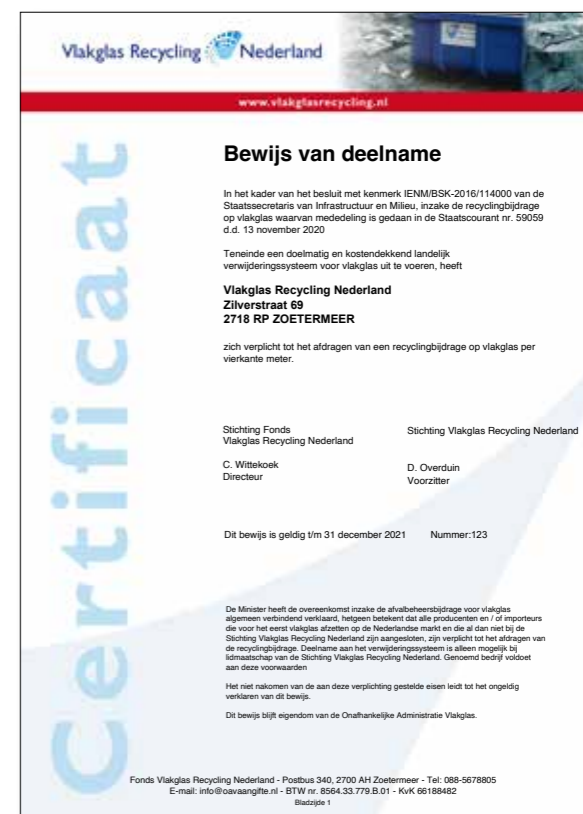 Vlakglas Recycling Nederland
www.vlakglasrecycling.nl
Certificaat
Bewijs van deelname
In het kader van het besluit met kenmerk IENM/BSK-2016/114000 van de
Staatssecretaris van Infrastructuur en Milieu, inzake de recyclingbijdrage
op vlakglas waarvan mededeling is gedaan in de Staatscourant nr. 59059
d.d. 13 november 2020
Teneinde een doelmatig en kostendekkend landelijk
verwijderingssysteem voor vlakglas uit te voeren, heeft
Vlakglas Recycling Nederland
Zilverstraat 69
2718 RP ZOETERMEER
zich verplicht tot het afdragen van een recyclingbijdrage op vlakglas per
vierkante meter.
Stichting Fonds
Vlakglas Recycling Nederland
C. Wittekoek
Directeur
Stichting Vlakglas Recycling Nederland
D. Overduin
Voorzitter
Dit bewijs is geldig t/m 31 december 2021 Nummer:123
De Minister heeft de overeenkomst inzake de afvalbeheersbijdrage voor vlakglas
algemeen verbindend verklaard, hetgeen betekent dat alle producenten en / of importeurs
die voor het eerst vlakglas afzetten op de Nederlandse markt en die al dan niet bij de
Stichting Vlakglas Recycling Nederland zijn aangesloten, zijn verplicht tot het afdragen van
de recyclingbijdrage. Deelname aan het verwijderingssysteem is alleen mogelijk bij
lidmaatschap van de Stichting Vlakglas Recycling Nederland. Genoemd bedrijf voldoet
aan deze voorwaarden
Het niet nakomen van de aan deze verplichting gestelde eisen leidt tot het ongeldig
verklaren van dit bewijs.
Dit bewijs blijft eigendom van de Onafhankelijke Administratie Vlakglas.
Fonds Vlakglas Recycling Nederland - Postbus 340, 2700 AH Zoetermeer - Tel: 088-5678805
E-mail: info@oavaangifte.nl - BTW nr. 8564.33.779.B.01 - KvK 66188482
Bladzijde 1